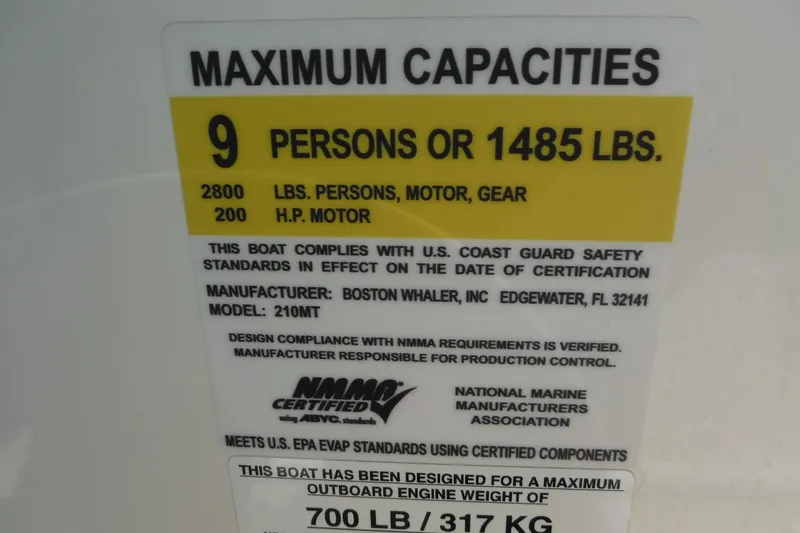 MAXIMUM CAPACITIES
9 PERSONS OR 1485 LBS.
2800 LBS. PERSONS, MOTOR, GEAR
200 H.P. MOTOR
THIS BOAT COMPLIES WITH U.S. COAST GUARD SAFETY
STANDARDS IN EFFECT ON THE DATE OF CERTIFICATION
MANUFACTURER: BOSTON WHALER, INC EDGEWATER, FL 32141
MODEL: 210MT
DESIGN COMPLIANCE WITH NMMA REQUIREMENTS IS VERIFIED.
MANUFACTURER RESPONSIBLE FOR PRODUCTION CONTROL.
NMMA
CERTIFIED
using ABYC. standards
NATIONAL MARINE
MANUFACTURERS
ASSOCIATION
MEETS U.S. EPA EVAP STANDARDS USING CERTIFIED COMPONENTS
THIS BOAT HAS BEEN DESIGNED FOR A MAXIMUM
OUTBOARD ENGINE WEIGHT OF
700 LB / 317 KG